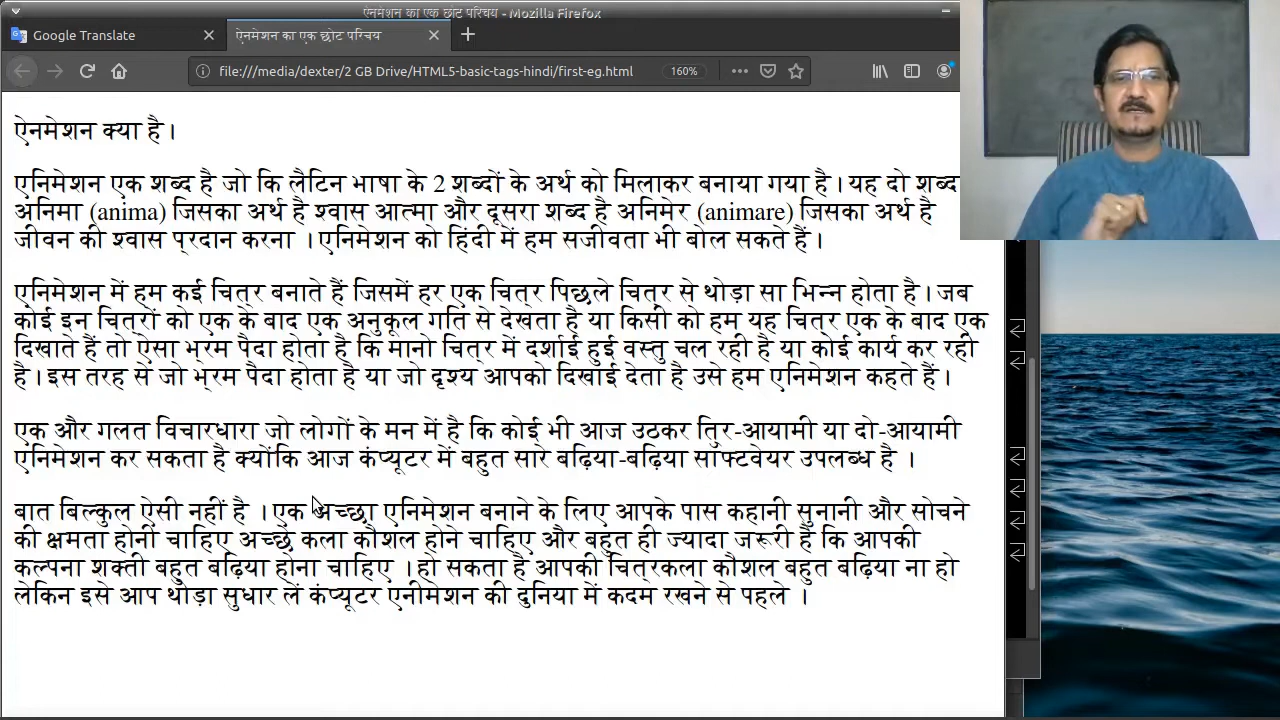 ऐनमेशन का एक छोट परिचय - Mozilla Firefox
Google Translate
ऐनमेशन का एक छोट परिचय
file:///media/dexter/2 GB Drive/HTML5-basic-tags-hindi/first-eg.html
160%
ऐनमेशन क्या है।
एनिमेशन एक शब्द है जो कि लैटिन भाषा के 2 शब्दों के अर्थ को मिलाकर बनाया गया है। यह दो शब्द
अनिमा (anima) जिसका अर्थ है श्वास आत्मा और दूसरा शब्द है अनिमेर (animare) जिसका अर्थ है
जीवन की श्वास प्रदान करना । एनिमेशन को हिंदी में हम सजीवता भी बोल सकते हैं।
एनिमेशन में हम कई चित्र बनाते हैं जिसमें हर एक चित्र पिछले चित्र से थोड़ा सा भिन्न होता है। जब
कोई इन चित्रों को एक के बाद एक अनुकूल गति से देखता है या किसी को हम यह चित्र एक के बाद एक
दिखाते हैं तो ऐसा भ्रम पैदा होता है कि मानो चित्र में दर्शाई हुई वस्तु चल रही है या कोई कार्य कर रही
है। इस तरह से जो भ्रम पैदा होता है या जो दृश्य आपको दिखाई देता है उसे हम एनिमेशन कहते हैं।
एक और गलत विचारधारा जो लोगों के मन में है कि कोई भी आज उठकर त्रि-आयामी या दो-आयामी
एनिमेशन कर सकता है क्योंकि आज कंप्यूटर में बहुत सारे बढ़िया-बढ़िया सॉफ्टवेयर उपलब्ध है ।
बात बिल्कुल ऐसी नहीं है । एक अच्छा एनिमेशन बनाने के लिए आपके पास कहानी सुनानी और सोचने
की क्षमता होनी चाहिए अच्छे कला कौशल होने चाहिए और बहुत ही ज्यादा जरूरी है कि आपकी
कल्पना शक्ती बहुत बढ़िया होना चाहिए । हो सकता है आपकी चित्रकला कौशल बहुत बढ़िया ना हो
लेकिन इसे आप थोड़ा सुधार लें कंप्यूटर एनीमेशन की दुनिया में कदम रखने से पहले ।